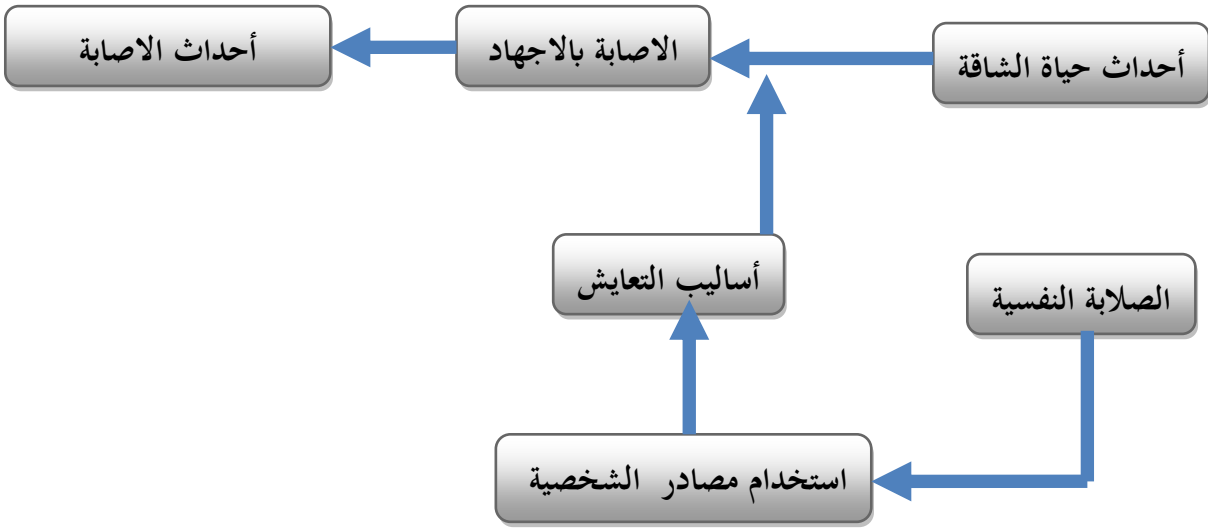 أحداث حياة الشاقة
الاصابة بالاجهاد
أحداث الاصابة
أساليب التعايش
الصلابة النفسية
استخدام مصادر الشخصية